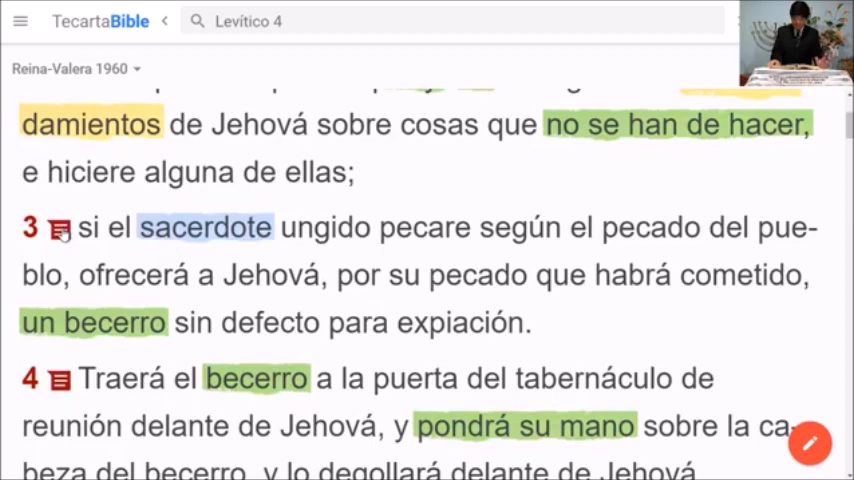 TecartaBible
Levítico 4
Reina-Valera 1960
damientos de Jehová sobre cosas que no se han de hacer,
e hiciere alguna de ellas;
3 si el sacerdote ungido pecare según el pecado del pue-
blo, ofrecerá a Jehová, por su pecado que habrá cometido,
un becerro sin defecto para expiación.
4 Traerá el becerro a la puerta del tabernáculo de
reunión delante de Jehová, y pondrá su mano sobre la ca-
beza del becerro, y lo degollará delante de Jehová.